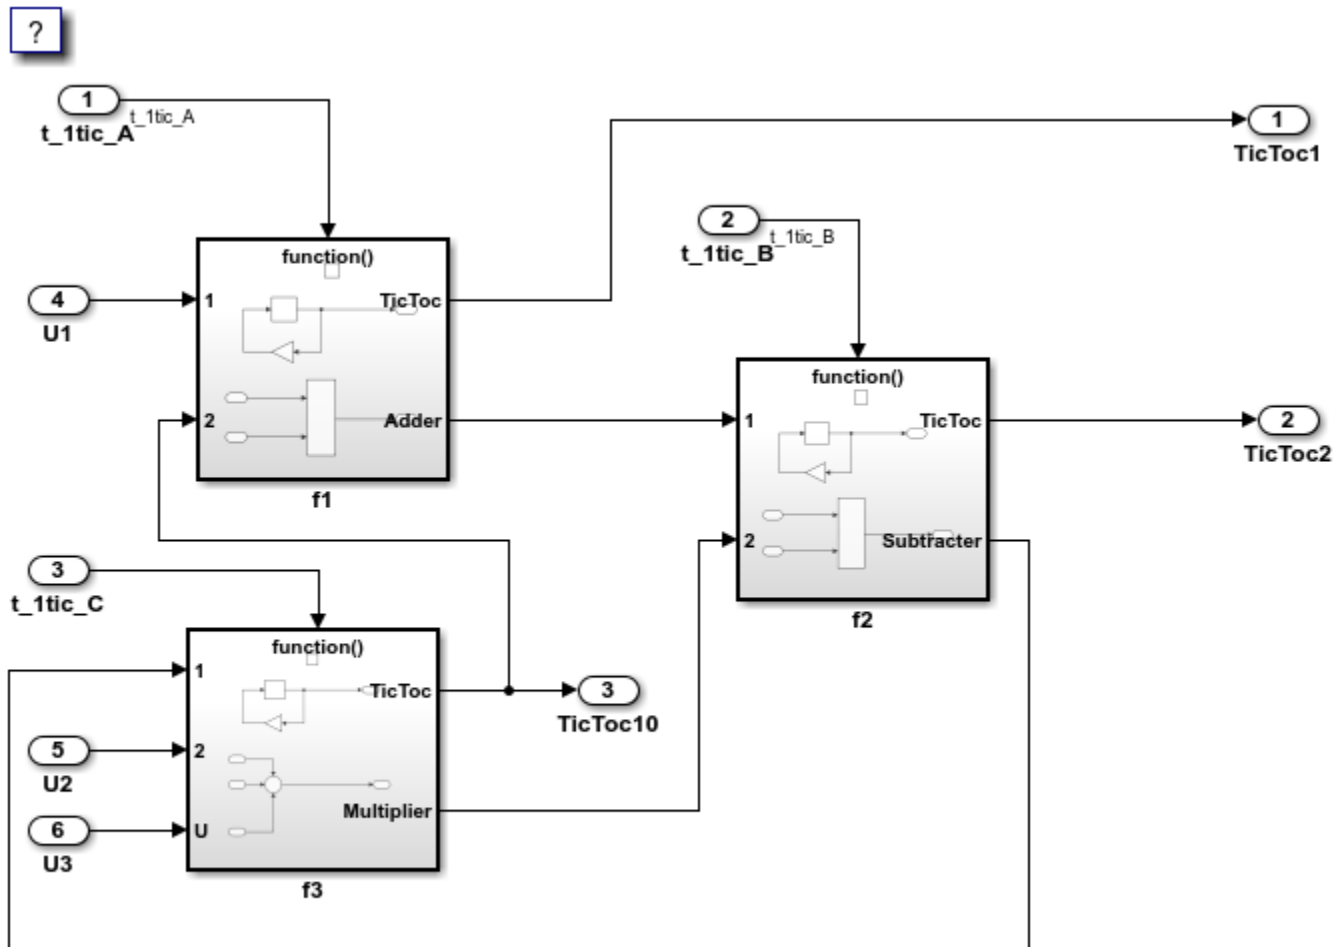 ?
1
t_1tic_A
t_1tic_A
1
TicToc1
2
t_1tic_B
t_1tic_B
function()
4
U1
1
TicToc
2
Adder
f1
function()
1
TicToc
2
TicToc2
2
Subtracter
f2
3
t_1tic_C
function()
1
TicToc
3
TicToc10
5
U2
2
Multiplier
6
U3
U
f3